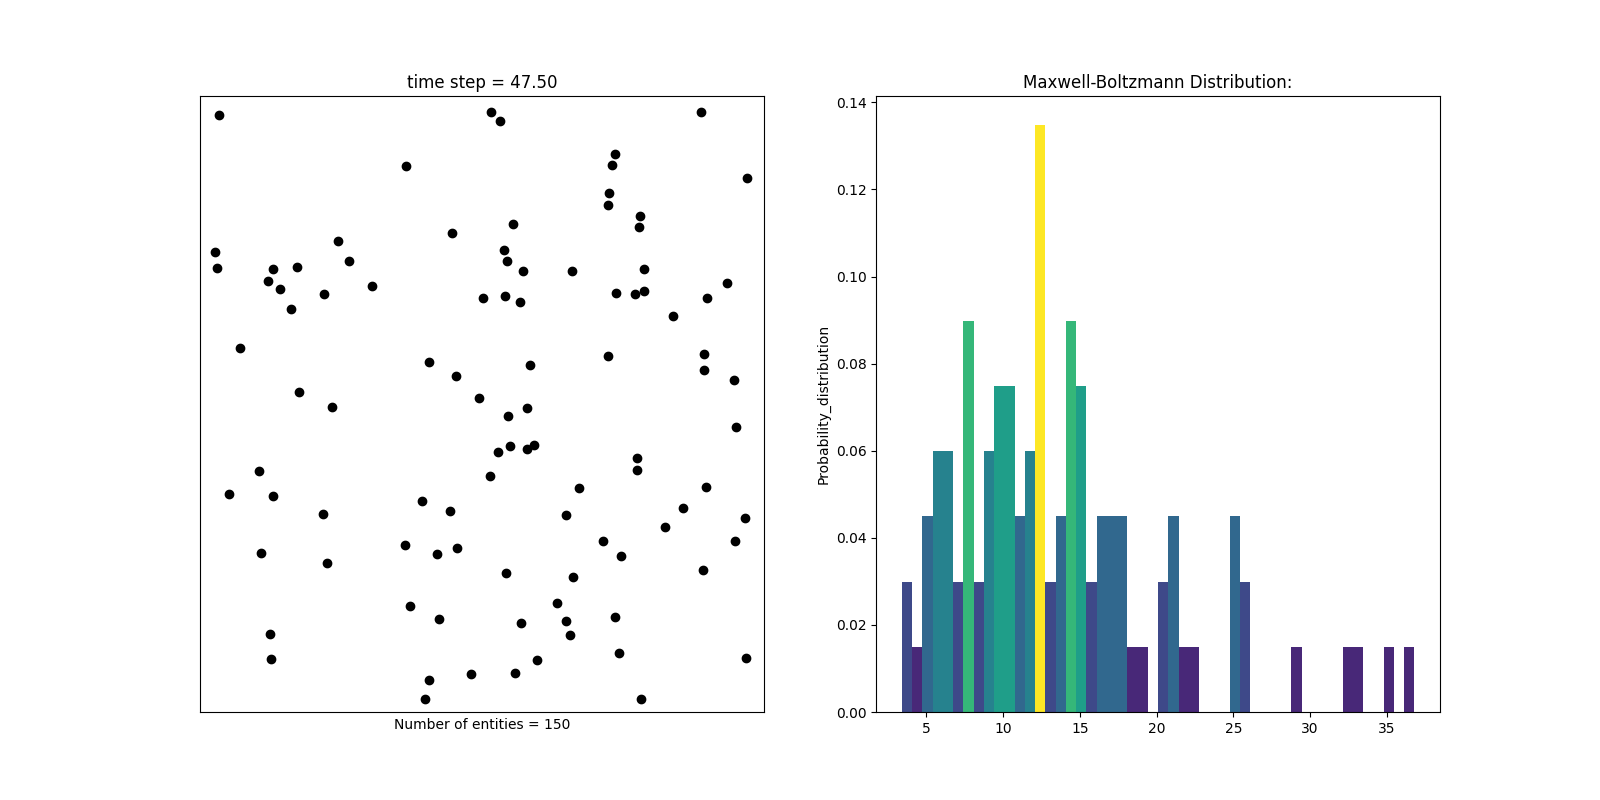 time step = 47.50
Number of entities = 150
Maxwell-Boltzmann Distribution:
Probability_distribution
0.14
0.12
0.10
0.08
0.06
0.04
0.02
0.00
5 10 15 20 25 30 35